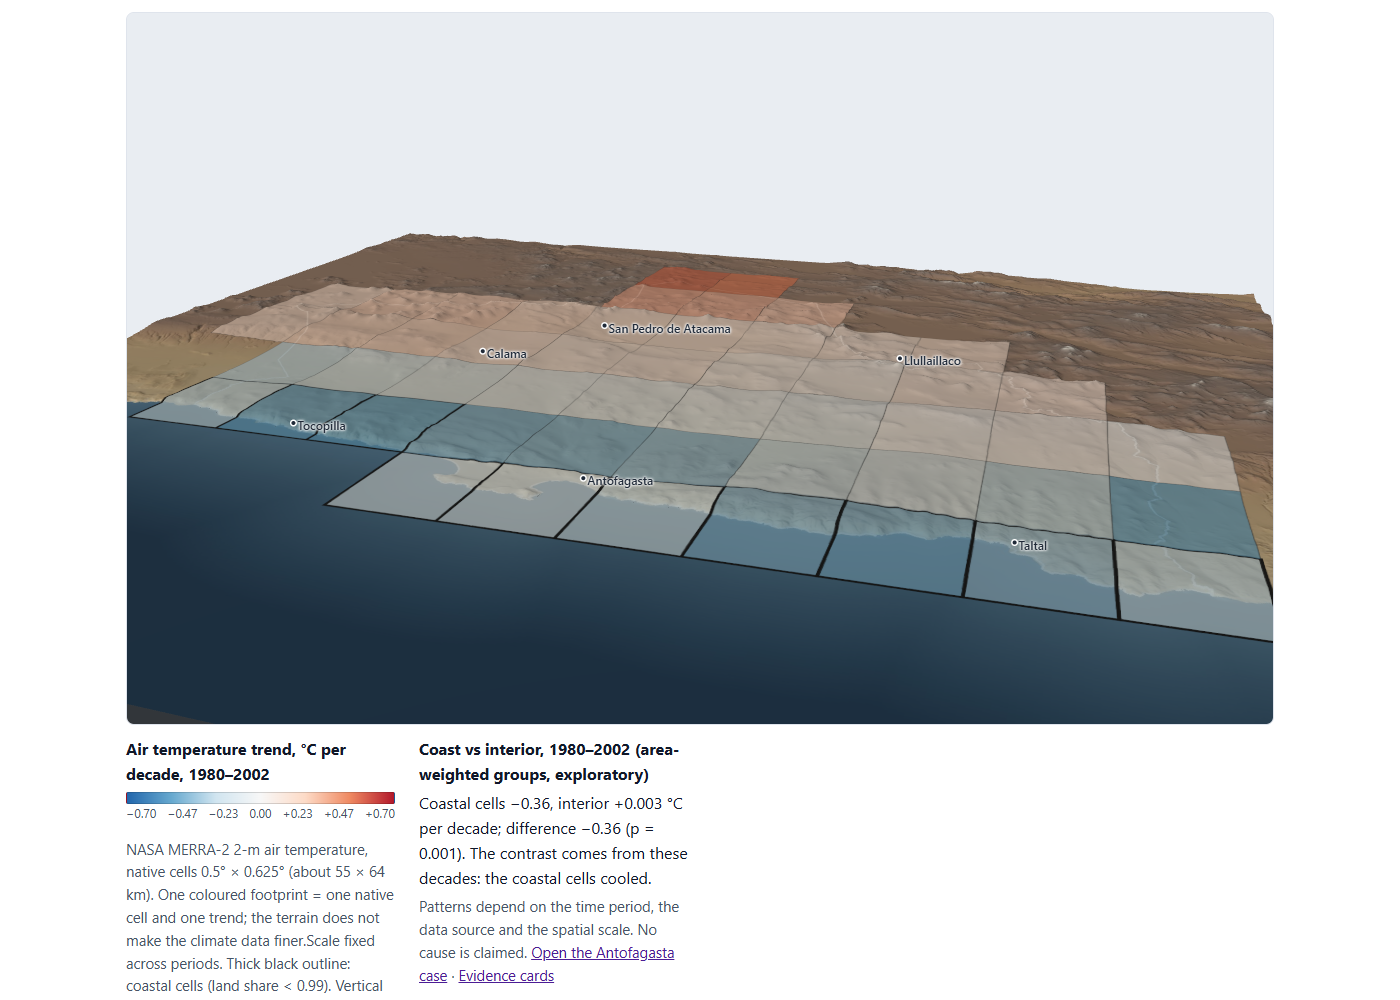 San Pedro de Atacama
Calama
Llullaillaco
Tocopilla
Antofagasta
Taltal
Air temperature trend, °C per
decade, 1980–2002
−0.70 −0.47 −0.23 0.00 +0.23 +0.47 +0.70
NASA MERRA-2 2-m air temperature,
native cells 0.5° × 0.625° (about 55 × 64
km). One coloured footprint = one native
cell and one trend; the terrain does not
make the climate data finer.Scale fixed
across periods. Thick black outline:
coastal cells (land share < 0.99). Vertical
Coast vs interior, 1980–2002 (area-
weighted groups, exploratory)
Coastal cells −0.36, interior +0.003 °C
per decade; difference −0.36 (p =
0.001). The contrast comes from these
decades: the coastal cells cooled.
Patterns depend on the time period, the
data source and the spatial scale. No
cause is claimed. Open the Antofagasta
case · Evidence cards